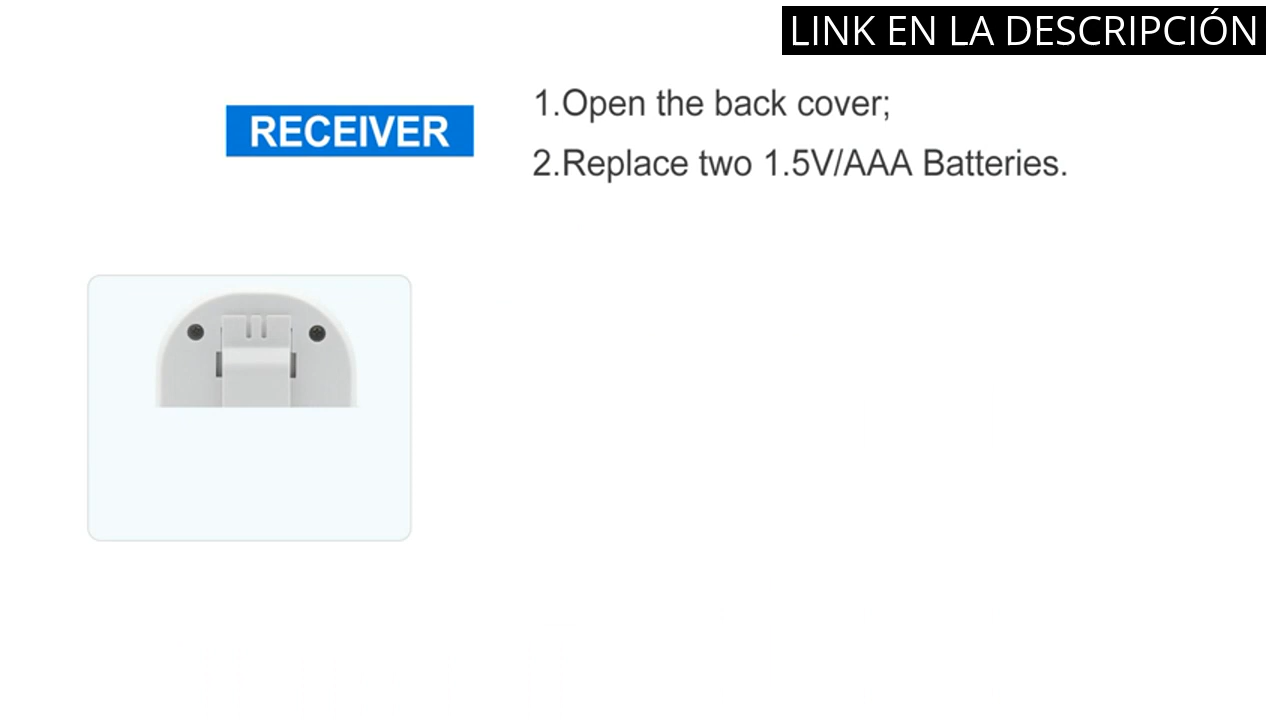 LINK EN LA DESCRIPCIÓN
RECEIVER
1.Open the back cover;
2.Replace two 1.5V/AAA Batteries.